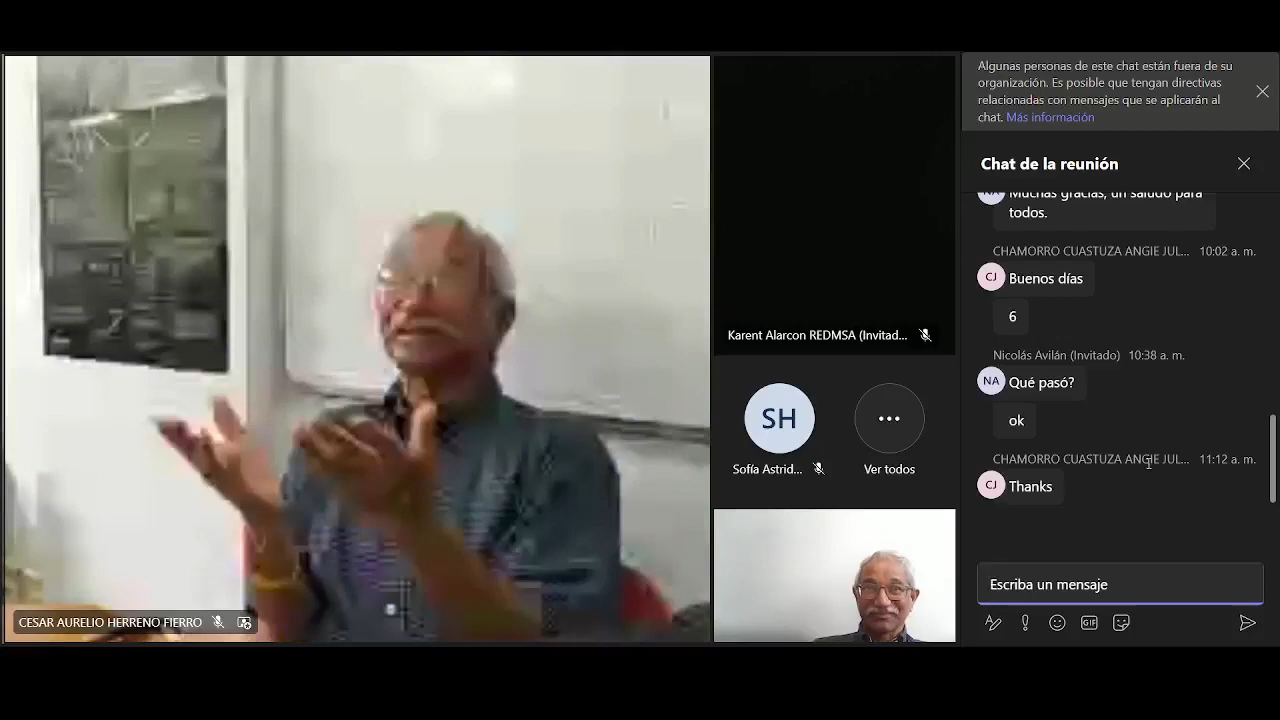 Algunas personas de este chat están fuera de su
organización. Es posible que tengan directivas
relacionadas con mensajes que se aplicarán al
chat. Más información
Chat de la reunión
NA
Muchas gracias, un saludo para
todos.
CHAMORRO CUASTUZA ANGIE JUL... 10:02 a. m.
CJ
Buenos días
6
Nicolás Avilán (Invitado) 10:38 a. m.
NA
Qué pasó?
ok
CHAMORRO CUASTUZA ANGIE JUL... 11:12 a. m.
CJ
Thanks
Escriba un mensaje
GIF
Karent Alarcon REDMSA (Invitad...
SH
Sofía Astrid...
Ver todos
CESAR AURELIO HERRENO FIERRO